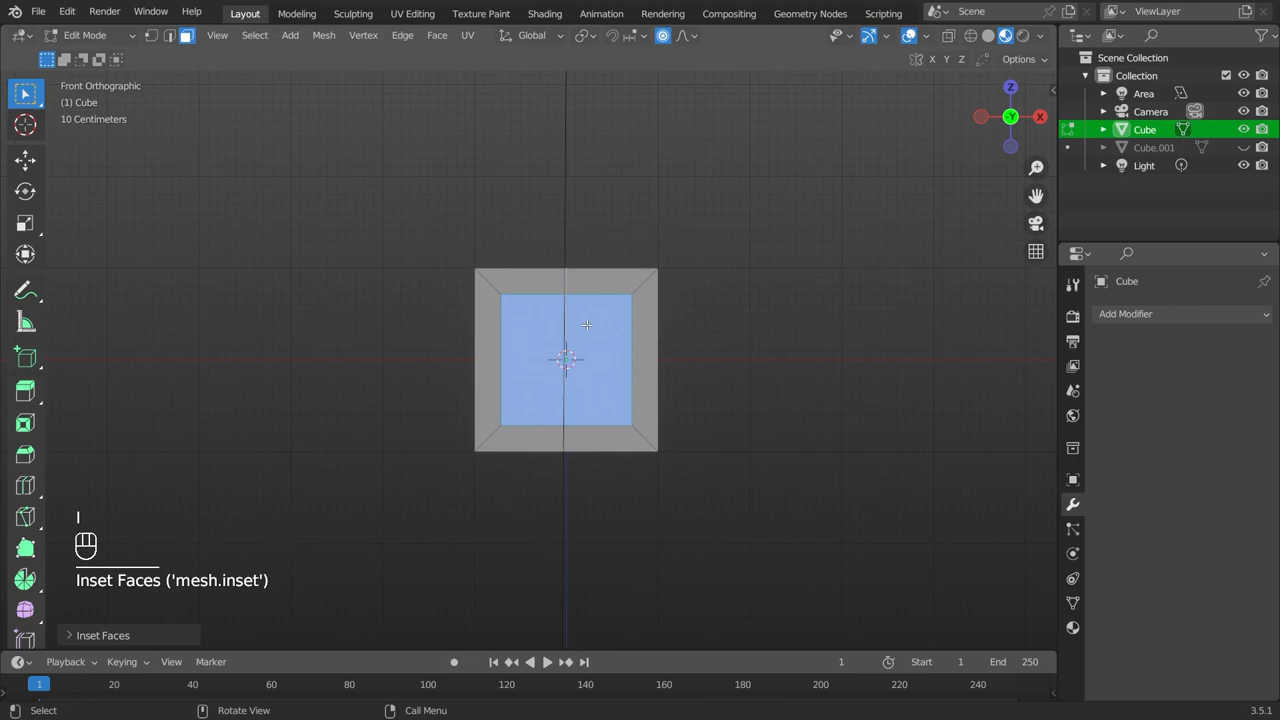 File Edit Render Window Help Layout Modeling Sculpting UV Editing Texture Paint Shading Animation Rendering Compositing Geometry Nodes Scripting Scene ViewLayer
Edit Mode View Select Add Mesh Vertex Edge Face UV Global
X Y Z Options
Front Orthographic
(1) Cube
10 Centimeters
Z
Y X
Scene Collection
Collection
Area
Camera
Cube
Cube.001
Light
Cube
Add Modifier
I
Inset Faces ('mesh.inset')
Inset Faces
Playback Keying View Marker 1 Start 1 End 250
1 20 40 60 80 100 120 140 160 180 200 220 240
Select Rotate View Call Menu 3.5.1